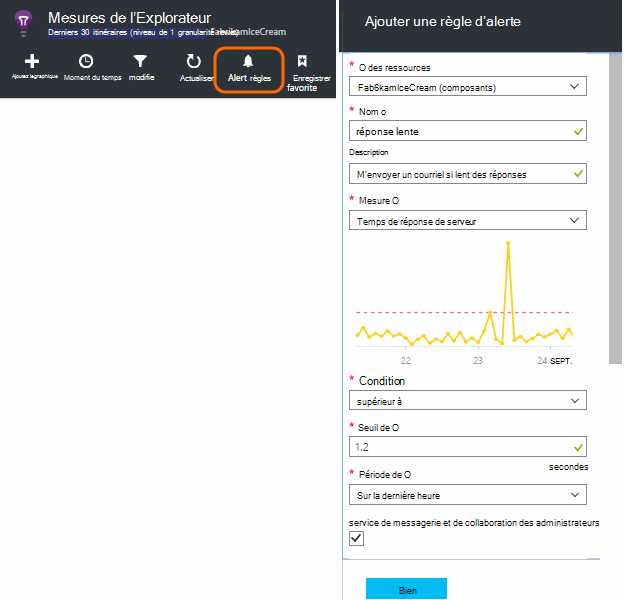 Mesures de l'Explorateur
Derniers 30 itinéraires (niveau de 1 granularité
FabrikamIceCream
Ajoutez le graphique
Moment du temps
modifie
Actualiser
Alert règles
Enregistrer
favorite
Ajouter une règle d'alerte
* O des ressources
Fab6kamIceCream (composants)
* Nom o
réponse lente
Description
M'envoyer un courriel si lent des réponses
* Mesure O
Temps de réponse de serveur
22 23 24 SEPT.
* Condition
supérieur à
* Seuil de O
1.2
secondes
* Période de O
Sur la dernière heure
service de messagerie et de collaboration des administrateurs
Bien